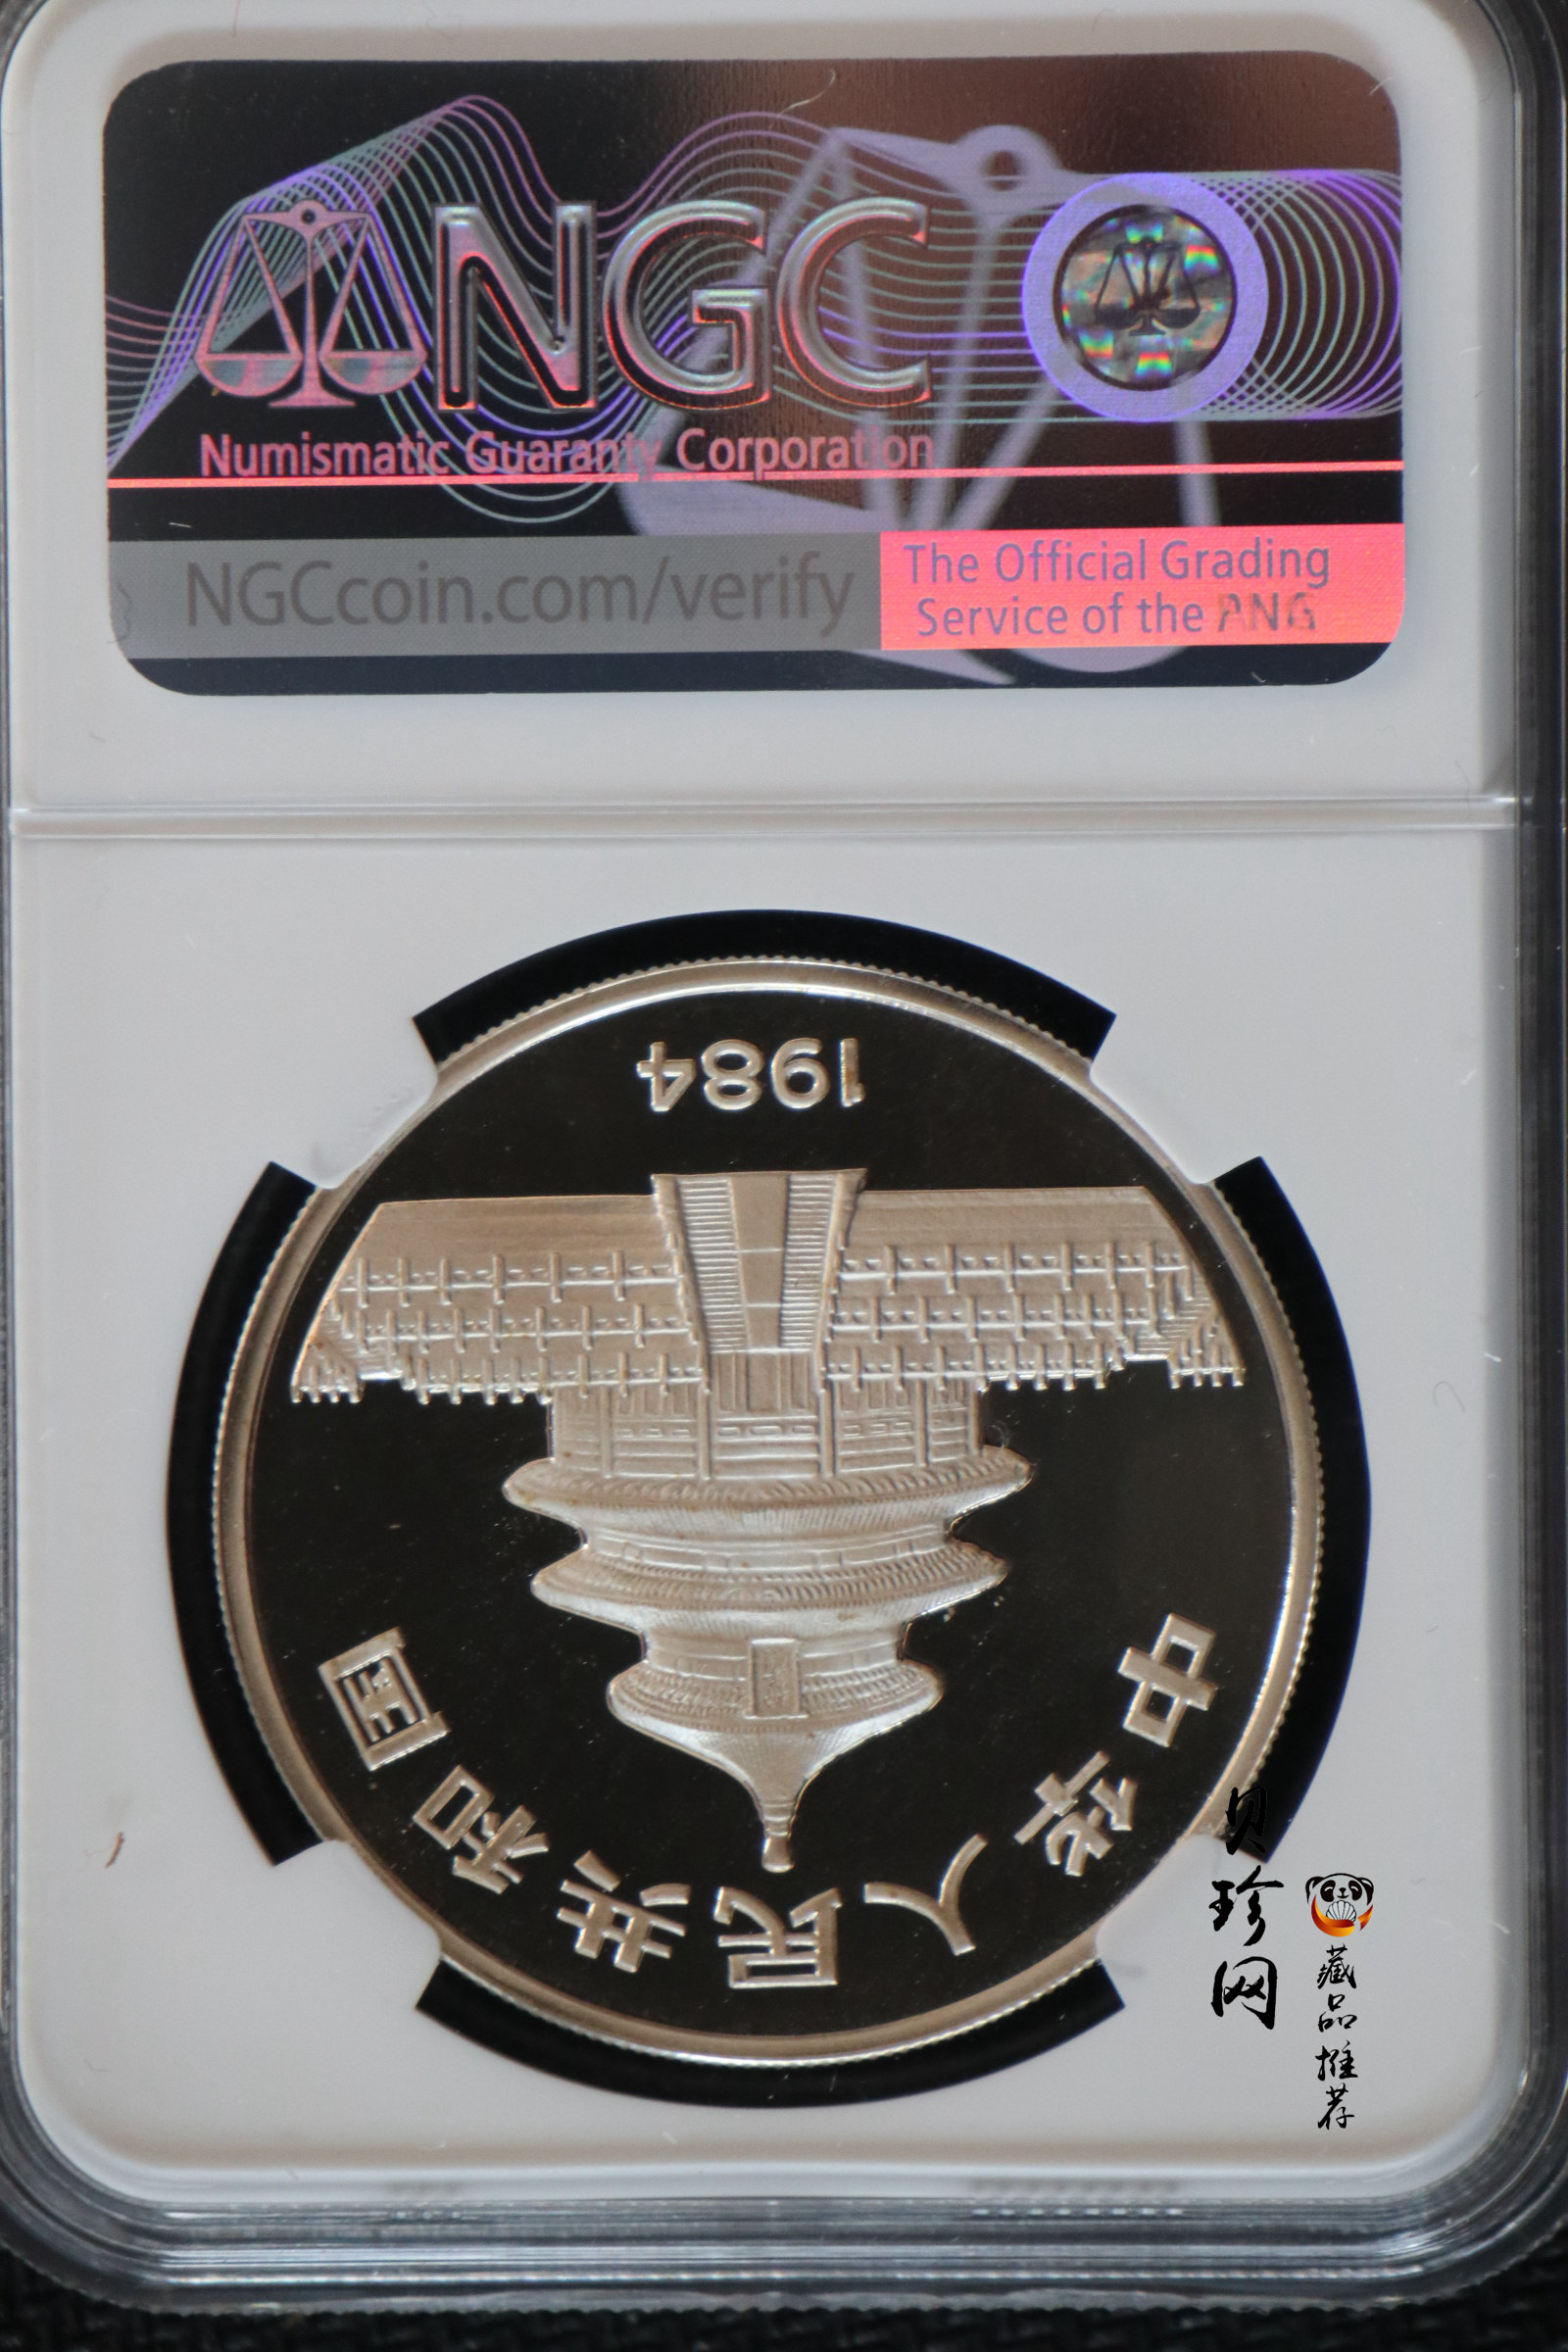 NGC
Numismatic Guaranty Corporation
NGCcoin.com/verify
The Official Grading
Service of the PNG
1984
中华人民共和国
贝珍网
藏品推荐